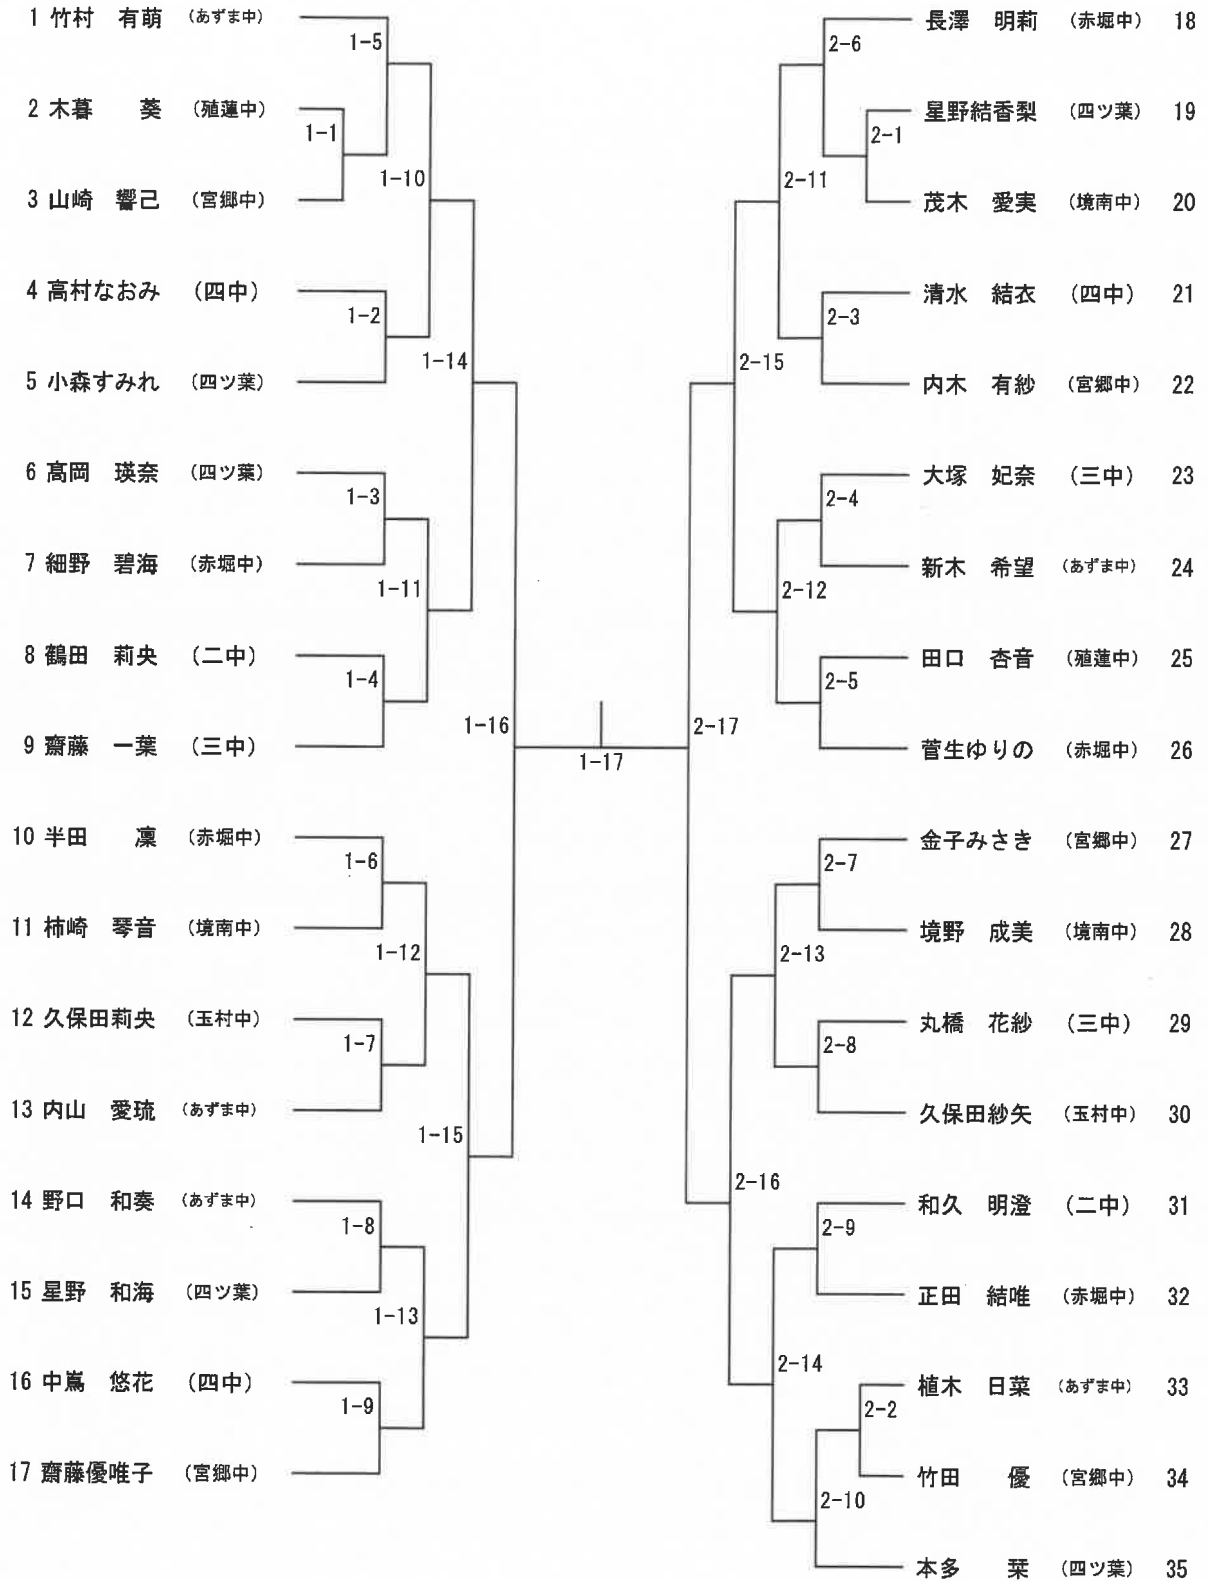 1 竹村　有萌 (あずま中)
1-5
2 木暮　　葵 (殖蓮中)
1-1
1-10
3 山崎　響己 (宮郷中)
4 高村なおみ (四中)
1-2
1-14
5 小森すみれ (四ツ葉)
6 髙岡　瑛奈 (四ツ葉)
1-3
7 細野　碧海 (赤堀中)
1-11
8 鶴田　莉央 (二中)
1-4
1-16
9 齋藤　一葉 (三中)
1-17
10 半田　　凜 (赤堀中)
1-6
11 柿崎　琴音 (境南中)
1-12
12 久保田莉央 (玉村中)
1-7
13 内山　愛琉 (あずま中)
1-15
14 野口　和奏 (あずま中)
1-8
15 星野　和海 (四ツ葉)
1-13
16 中嶌　悠花 (四中)
1-9
17 齋藤優唯子 (宮郷中)
長澤　明莉 (赤堀中) 18
2-6
星野結香梨 (四ツ葉) 19
2-1
2-11
茂木　愛実 (境南中) 20
清水　結衣 (四中) 21
2-3
2-15
内木　有紗 (宮郷中) 22
大塚　妃奈 (三中) 23
2-4
新木　希望 (あずま中) 24
2-12
田口　杏音 (殖蓮中) 25
2-5
2-17
菅生ゆりの (赤堀中) 26
金子みさき (宮郷中) 27
2-7
境野　成美 (境南中) 28
2-13
丸橋　花紗 (三中) 29
2-8
久保田紗矢 (玉村中) 30
2-16
和久　明澄 (二中) 31
2-9
正田　結唯 (赤堀中) 32
2-14
植木　日菜 (あずま中) 33
2-2
竹田　　優 (宮郷中) 34
2-10
本多　　栞 (四ツ葉) 35